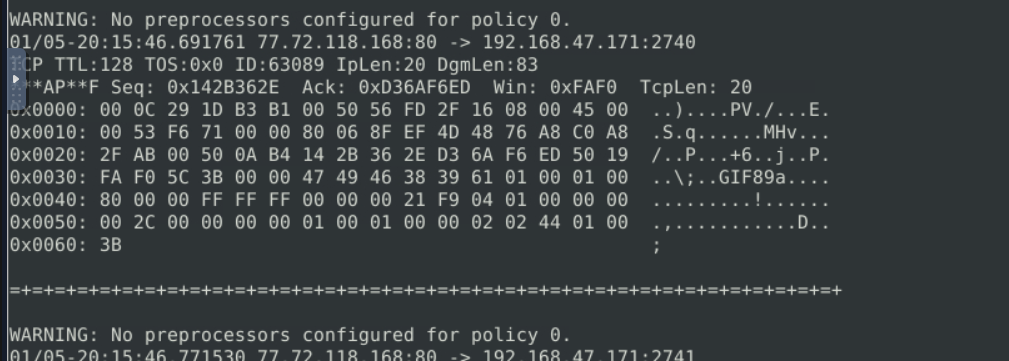 WARNING: No preprocessors configured for policy 0.
01/05-20:15:46.691761 77.72.118.168:80 -> 192.168.47.171:2740
CP TTL:128 TOS:0x0 ID:63089 IpLen:20 DgmLen:83
**AP**F Seq: 0x142B362E  Ack: 0xD36AF6ED  Win: 0xFAF0  TcpLen: 20
0x0000: 00 0C 29 1D B3 B1 00 50 56 FD 2F 16 08 00 45 00  ..)....PV./...E.
0x0010: 00 53 F6 71 00 00 80 06 8F EF 4D 48 76 A8 C0 A8  .S.q......MHv...
0x0020: 2F AB 00 50 0A B4 14 2B 36 2E D3 6A F6 ED 50 19  /..P...+6..j..P.
0x0030: FA F0 5C 3B 00 00 47 49 46 38 39 61 01 00 01 00  ..\;..GIF89a....
0x0040: 80 00 00 FF FF FF 00 00 00 21 F9 04 01 00 00 00  .........!......
0x0050: 00 2C 00 00 00 00 01 00 01 00 00 02 02 44 01 00  .,...........D..
0x0060: 3B  ;
=+=+=+=+=+=+=+=+=+=+=+=+=+=+=+=+=+=+=+=+=+=+=+=+=+=+=+=+=+=+=+=+=+=+=+=+=+
WARNING: No preprocessors configured for policy 0.
01/05-20:15:46.771530 77.72.118.168:80 -> 192.168.47.171:2741